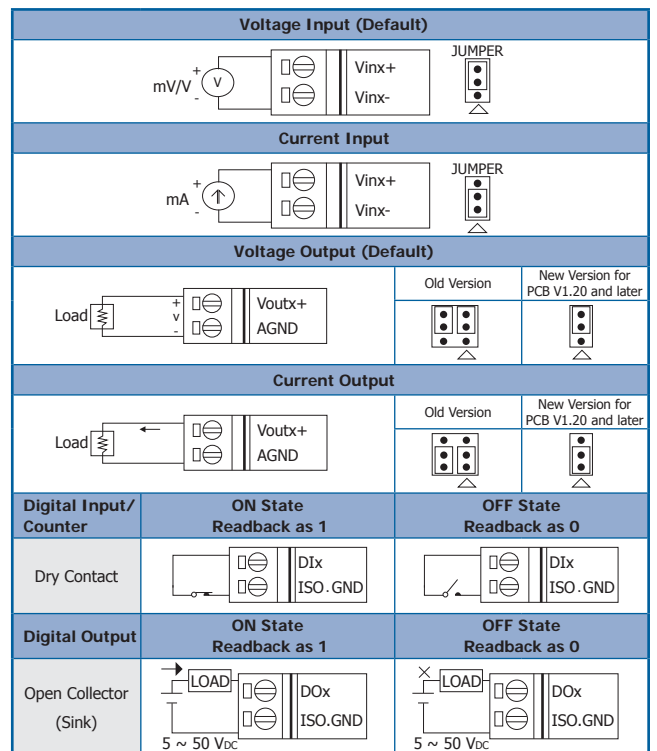 Voltage Input (Default)
JUMPER
mV/V
+
V
-
Vinx+
Vinx-
Current Input
JUMPER
mA
+
-
Vinx+
Vinx-
Voltage Output (Default)
Load
+
v
-
Voutx+
AGND
Old Version
New Version for
PCB V1.20 and later
Current Output
Load
Voutx+
AGND
Old Version
New Version for
PCB V1.20 and later
Digital Input/
Counter
ON State
Readback as 1
OFF State
Readback as 0
Dry Contact
DIx
ISO.GND
DIx
ISO.GND
Digital Output
ON State
Readback as 1
OFF State
Readback as 0
Open Collector
(Sink)
LOAD
DOx
ISO.GND
5 ~ 50 VDC
LOAD
DOx
ISO.GND
5 ~ 50 VDC